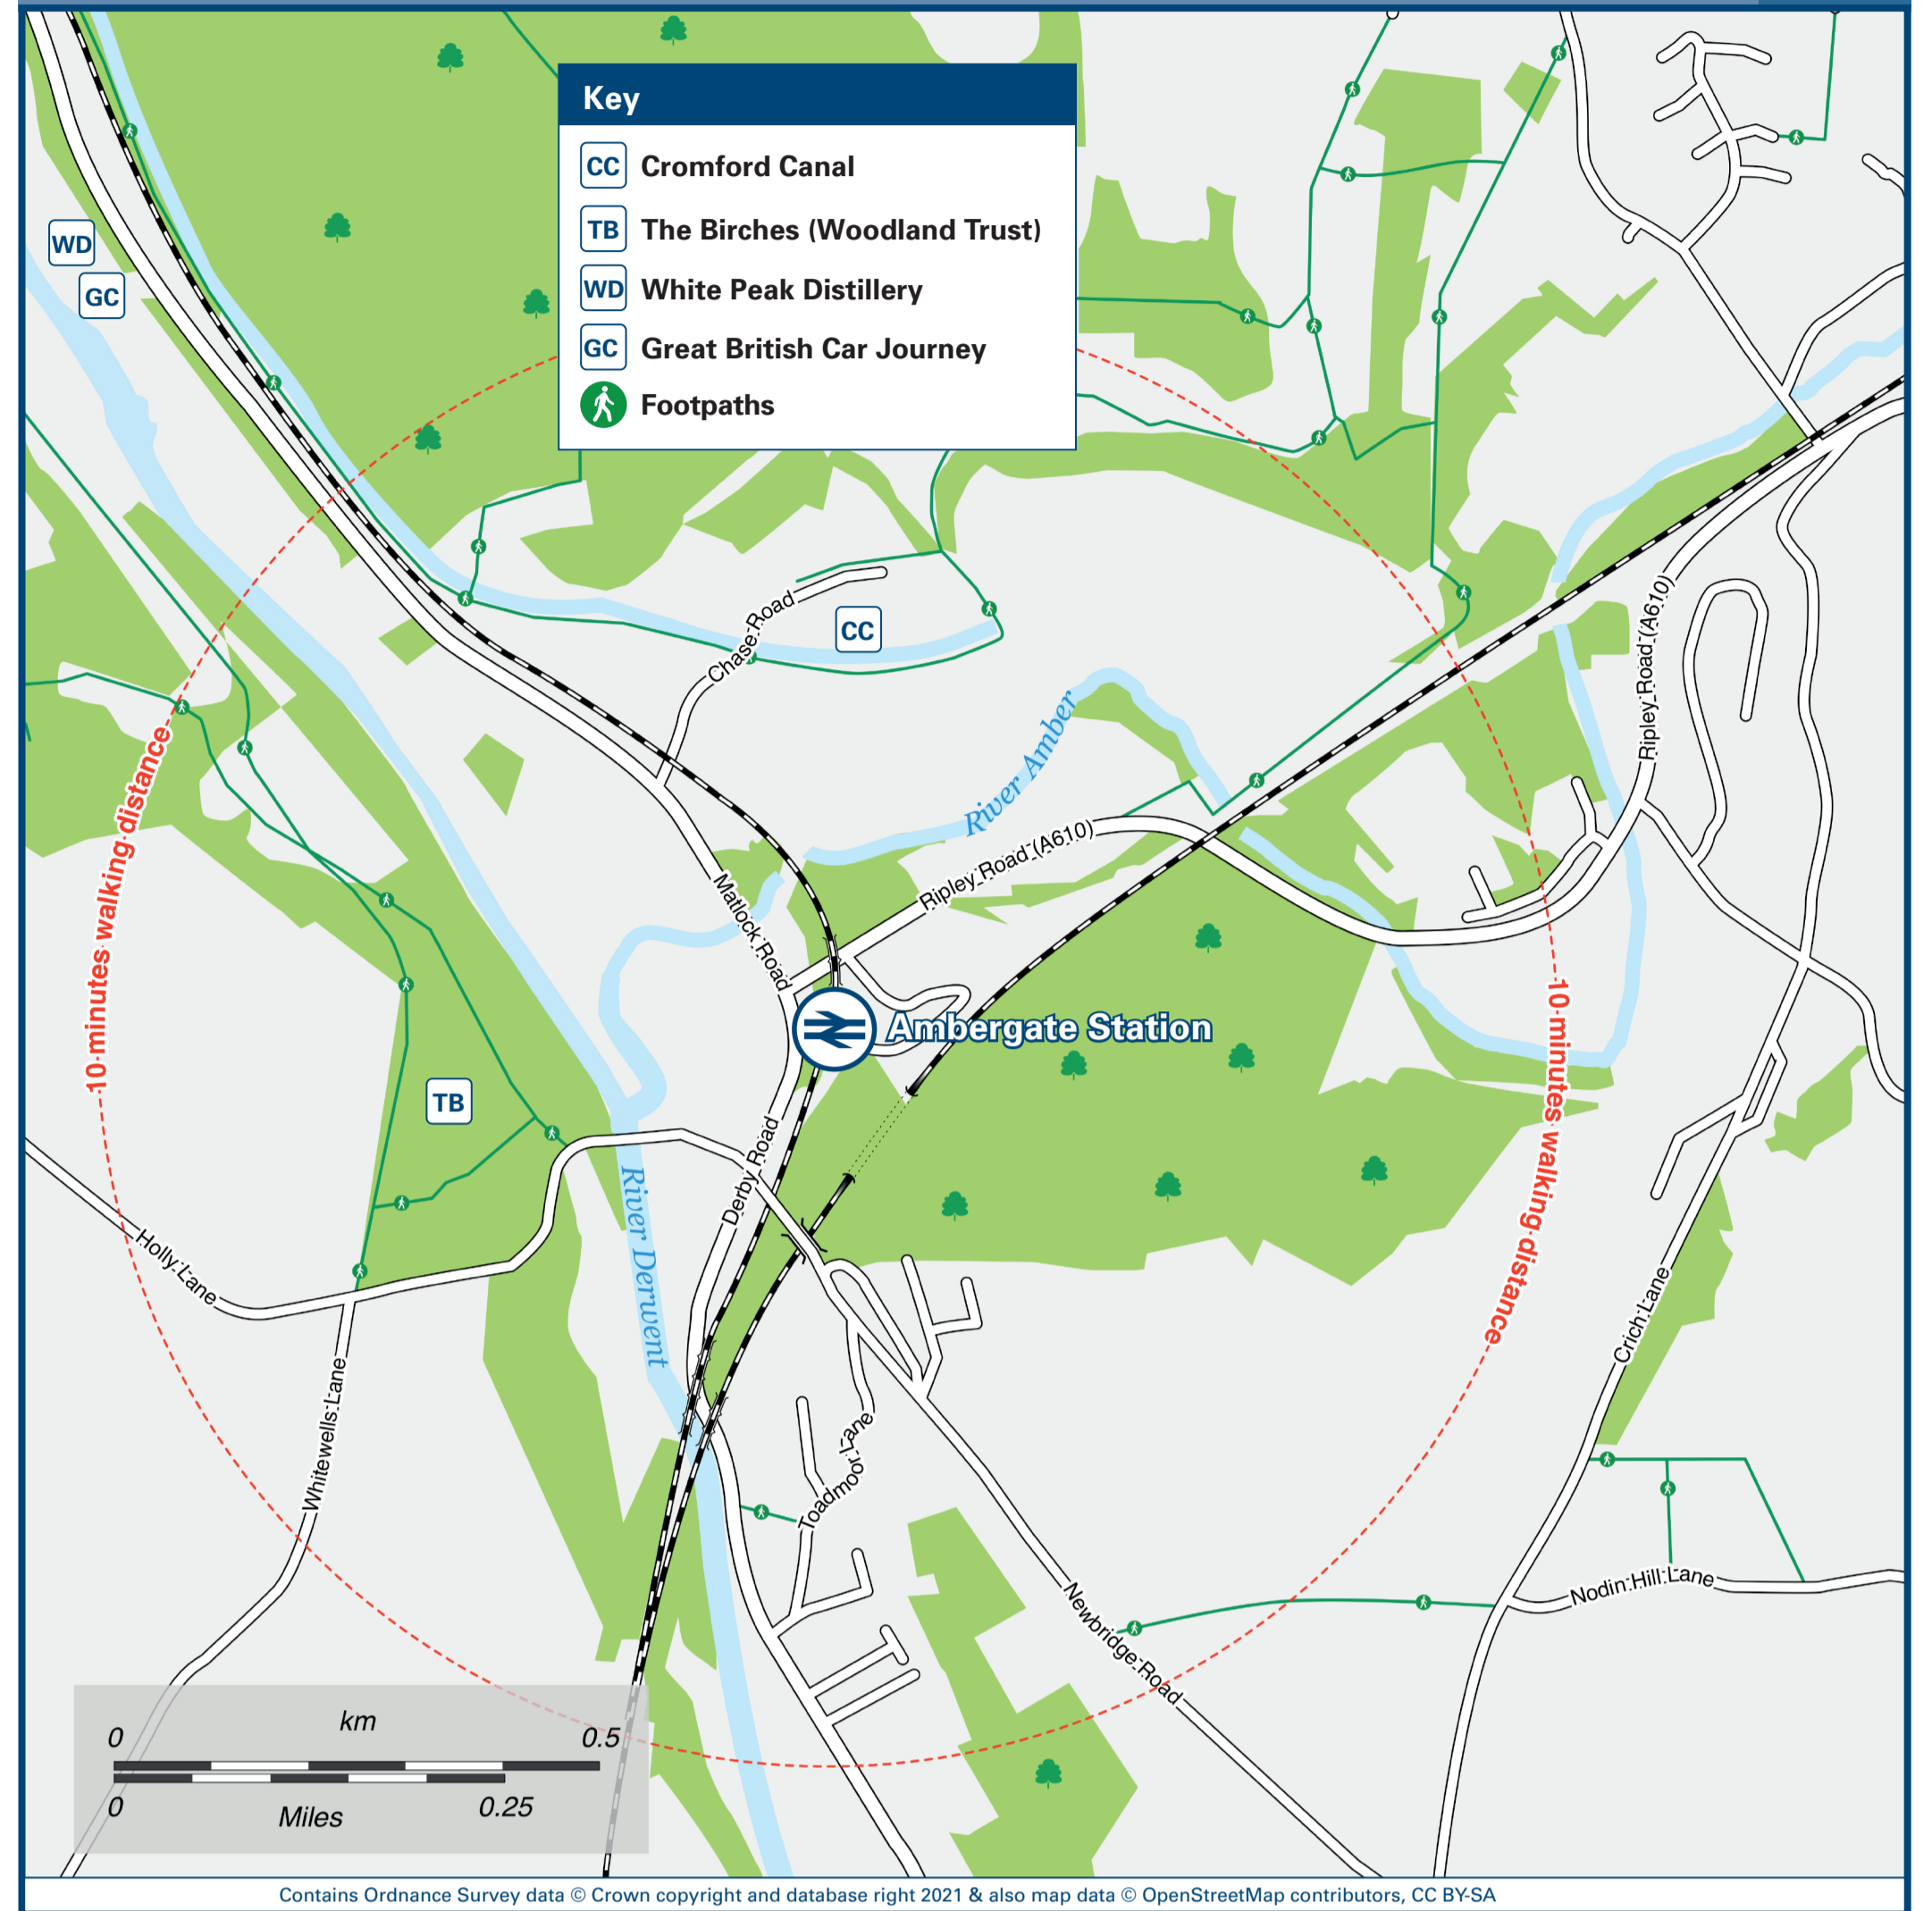 Key
CC Cromford Canal
TB The Birches (Woodland Trust)
WD White Peak Distillery
GC Great British Car Journey
Footpaths
WD
GC
Chase Road
CC
River Amber
Ripley Road (A610)
Ripley Road (A610)
10 minutes walking distance
Matlock Road
Ambergate Station
10 minutes walking distance
TB
Derby Road
River Derwent
Holly Lane
Whitewells Lane
Crich Lane
Toadmoor Lane
Nodin Hill Lane
Newbridge Road
km
0 0.5
0 0.25
Miles
Contains Ordnance Survey data © Crown copyright and database right 2021 & also map data © OpenStreetMap contributors, CC BY-SA